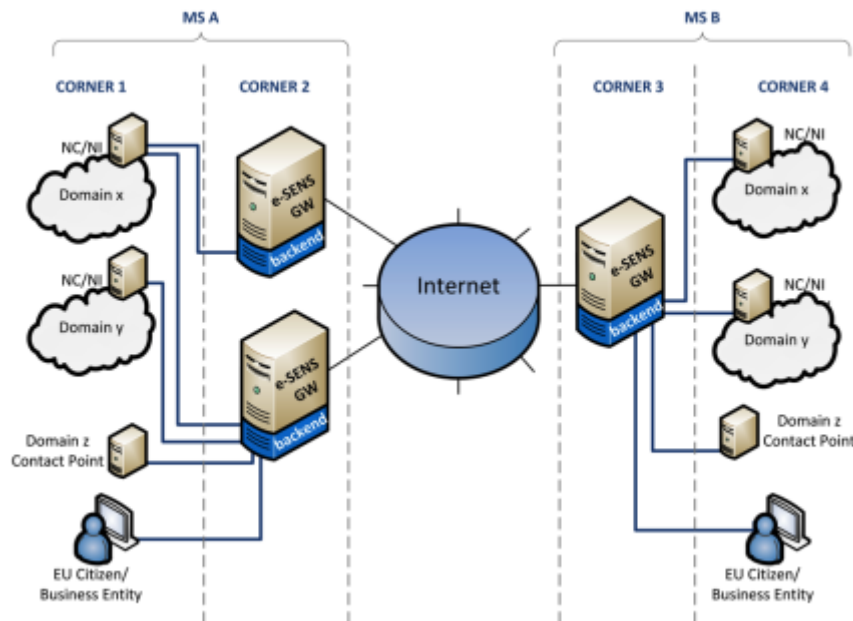 MS A
MS B
CORNER 1
CORNER 2
CORNER 3
CORNER 4
NC/NI
Domain x
NC/NI
Domain y
Domain z
Contact Point
EU Citizen/
Business Entity
e-SENS
GW
backend
e-SENS
GW
backend
Internet
e-SENS
GW
backend
NC/NI
Domain x
NC/NI
Domain y
Domain z
Contact Point
EU Citizen/
Business Entity